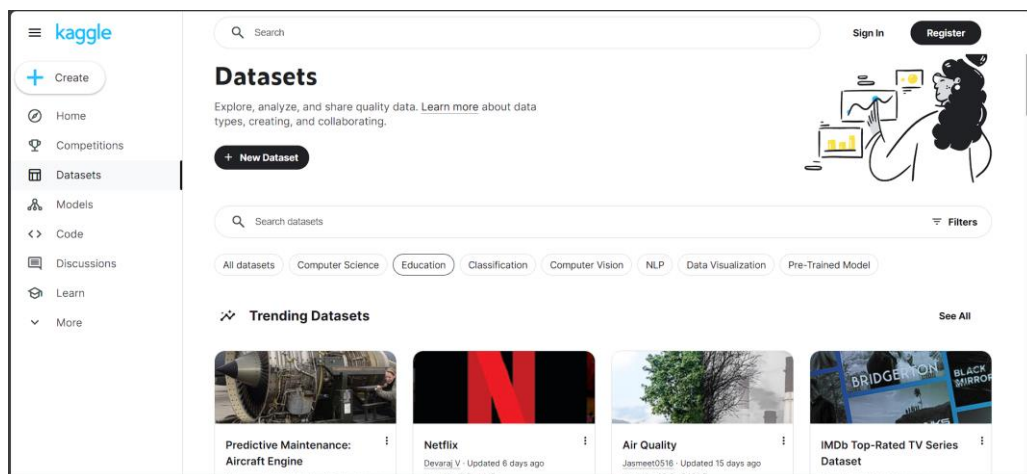 kaggle
Search
Sign In
Register
Create
Home
Competitions
Datasets
Models
Code
Discussions
Learn
More
Datasets
Explore, analyze, and share quality data. Learn more about data
types, creating, and collaborating.
+ New Dataset
Search datasets
Filters
All datasets Computer Science Education Classification Computer Vision NLP Data Visualization Pre-Trained Model
Trending Datasets
See All
N
BRIDGERTON
BLACK
MIRROR
Predictive Maintenance:
Aircraft Engine
Netflix
Devaraj V · Updated 6 days ago
Air Quality
Jasmeet0516 · Updated 15 days ago
IMDb Top-Rated TV Series
Dataset